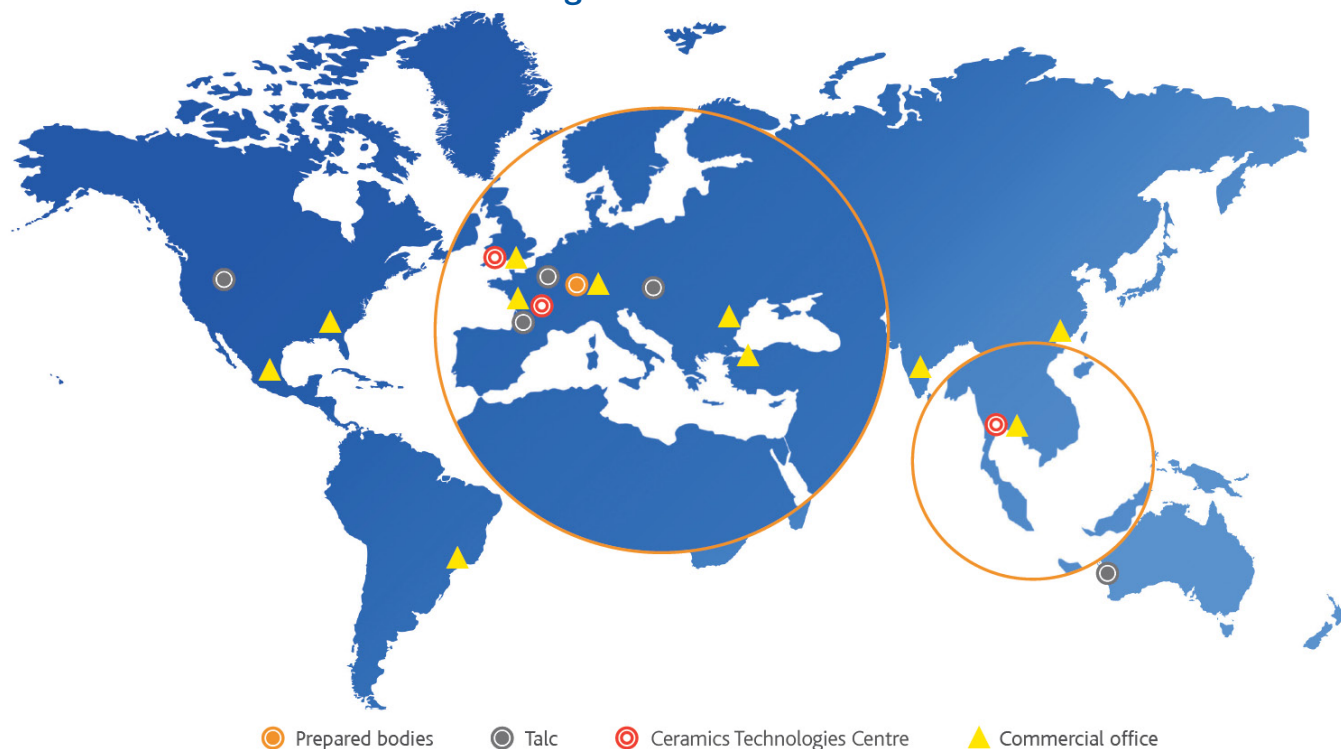 Prepared bodies
Talc
Ceramics Technologies Centre
Commercial office